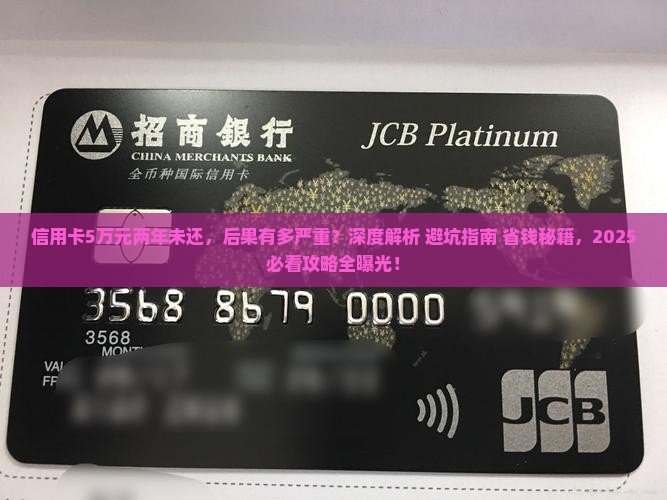 招商銀行
CHINA MERCHANTS BANK
全币种国际信用卡
JCB Platinum
信用卡5万元两年未还，后果有多严重？深度解析 避坑指南 省钱秘籍，2025
必看攻略全曝光！
3568 8679 0000
3568
MONTH
VAL
FR
JCB